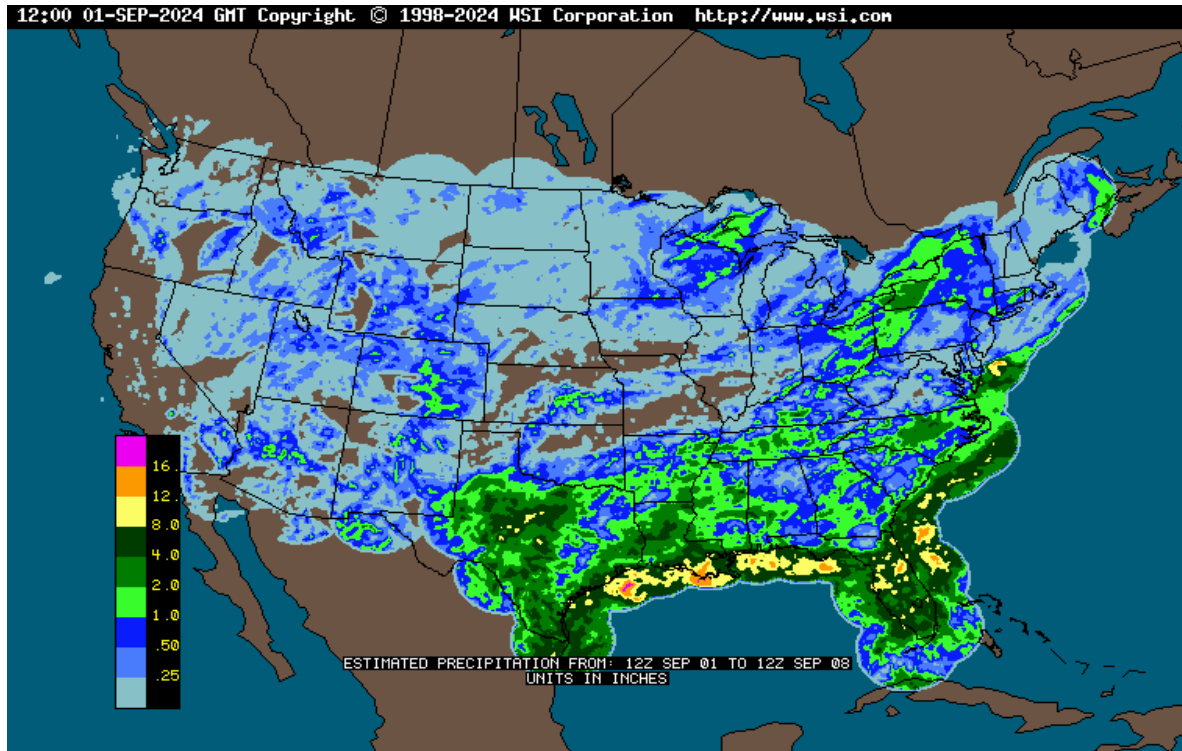 12:00 01-SEP-2024 GMT Copyright © 1998-2024 WSI Corporation http://www.wsi.com
16.
12.
8.0
4.0
2.0
1.0
.50
.25
ESTIMATED PRECIPITATION FROM: 12Z SEP 01 TO 12Z SEP 08
UNITS IN INCHES